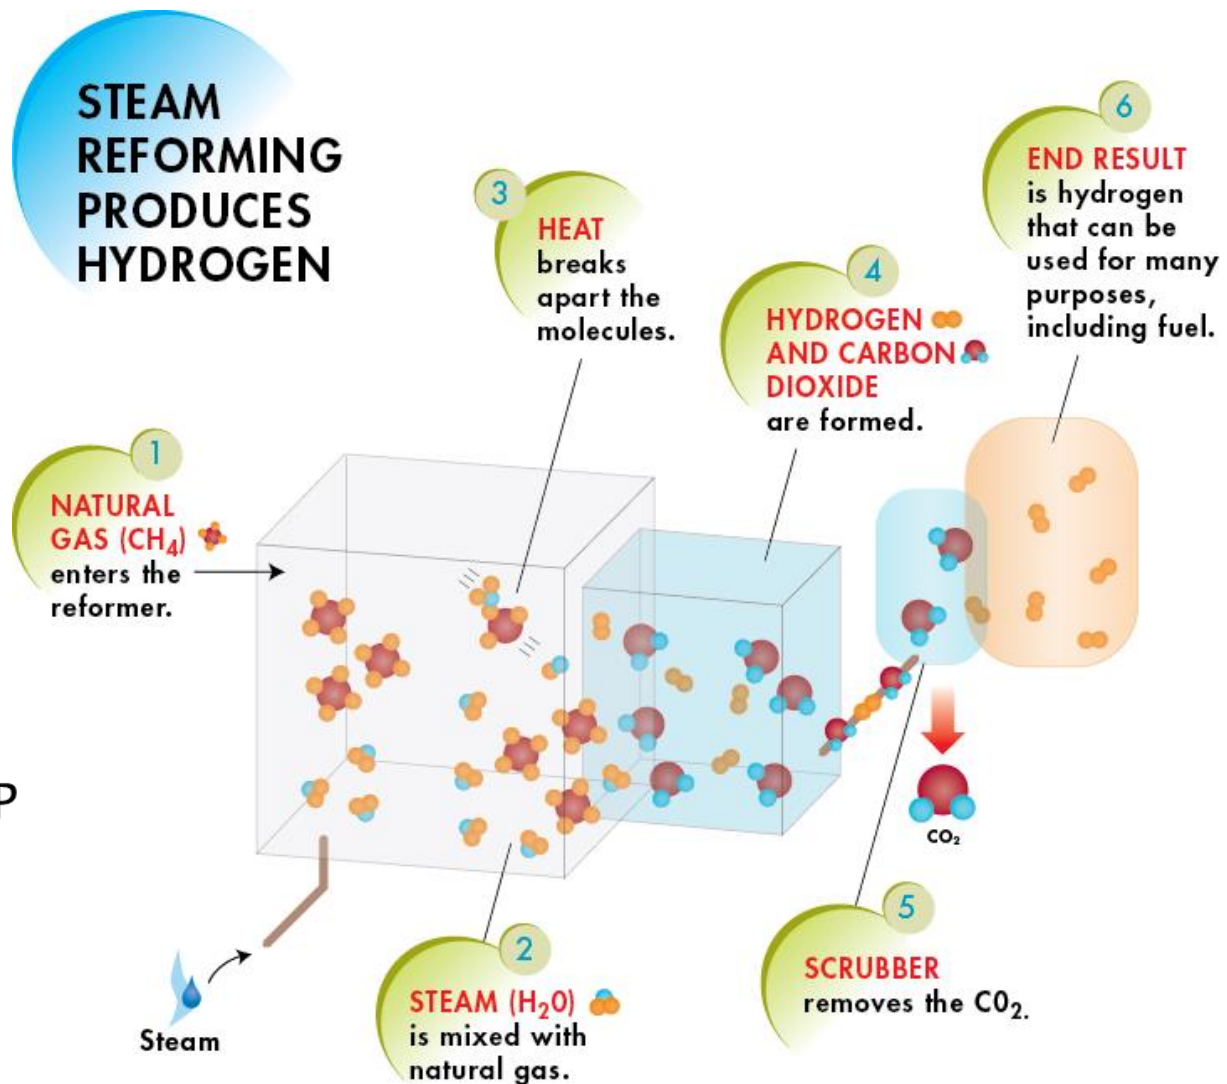 STEAM
REFORMING
PRODUCES
HYDROGEN
1
NATURAL
GAS (CH₄)
enters the
reformer.
2
STEAM (H₂0)
is mixed with
natural gas.
3
HEAT
breaks
apart the
molecules.
4
HYDROGEN
AND CARBON
DIOXIDE
are formed.
5
SCRUBBER
removes the C0₂.
6
END RESULT
is hydrogen
that can be
used for many
purposes,
including fuel.
CO₂
P
Steam